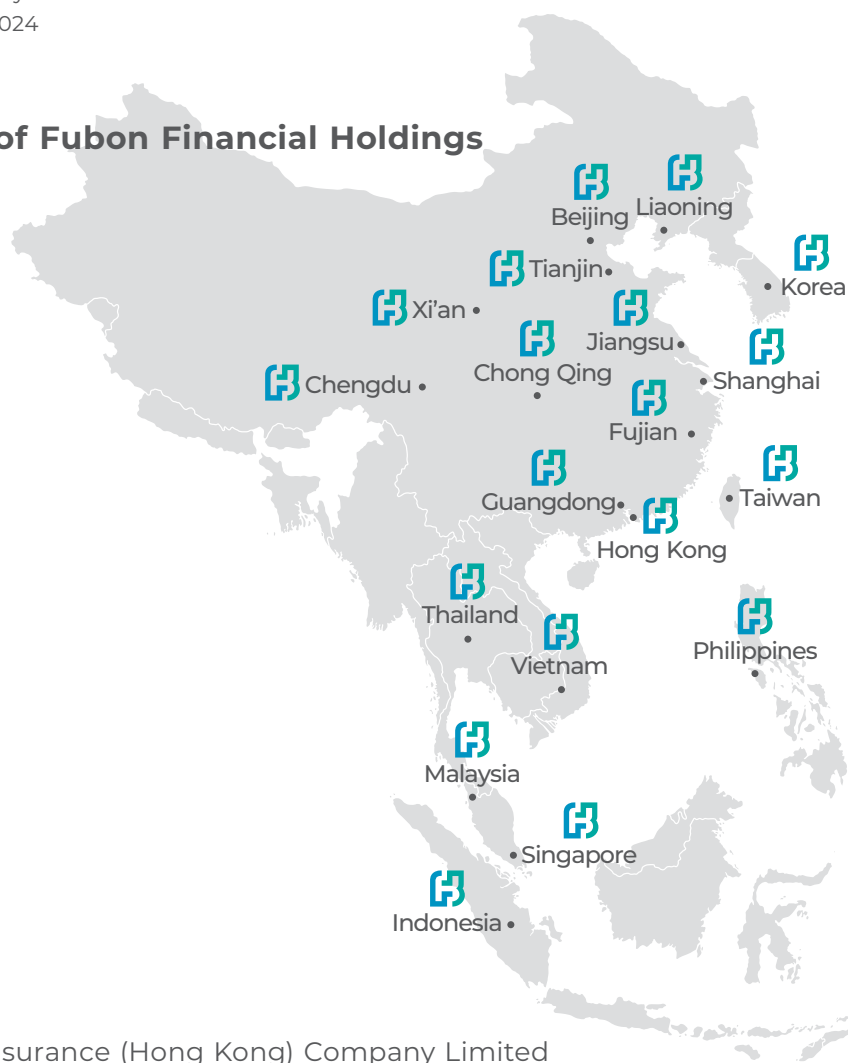 024
of Fubon Financial Holdings
Beijing
Liaoning
Tianjin
Korea
Xi’an
Jiangsu
Chong Qing
Shanghai
Chengdu
Fujian
Guangdong
Taiwan
Hong Kong
Thailand
Vietnam
Philippines
Malaysia
Singapore
Indonesia
surance (Hong Kong) Company Limited